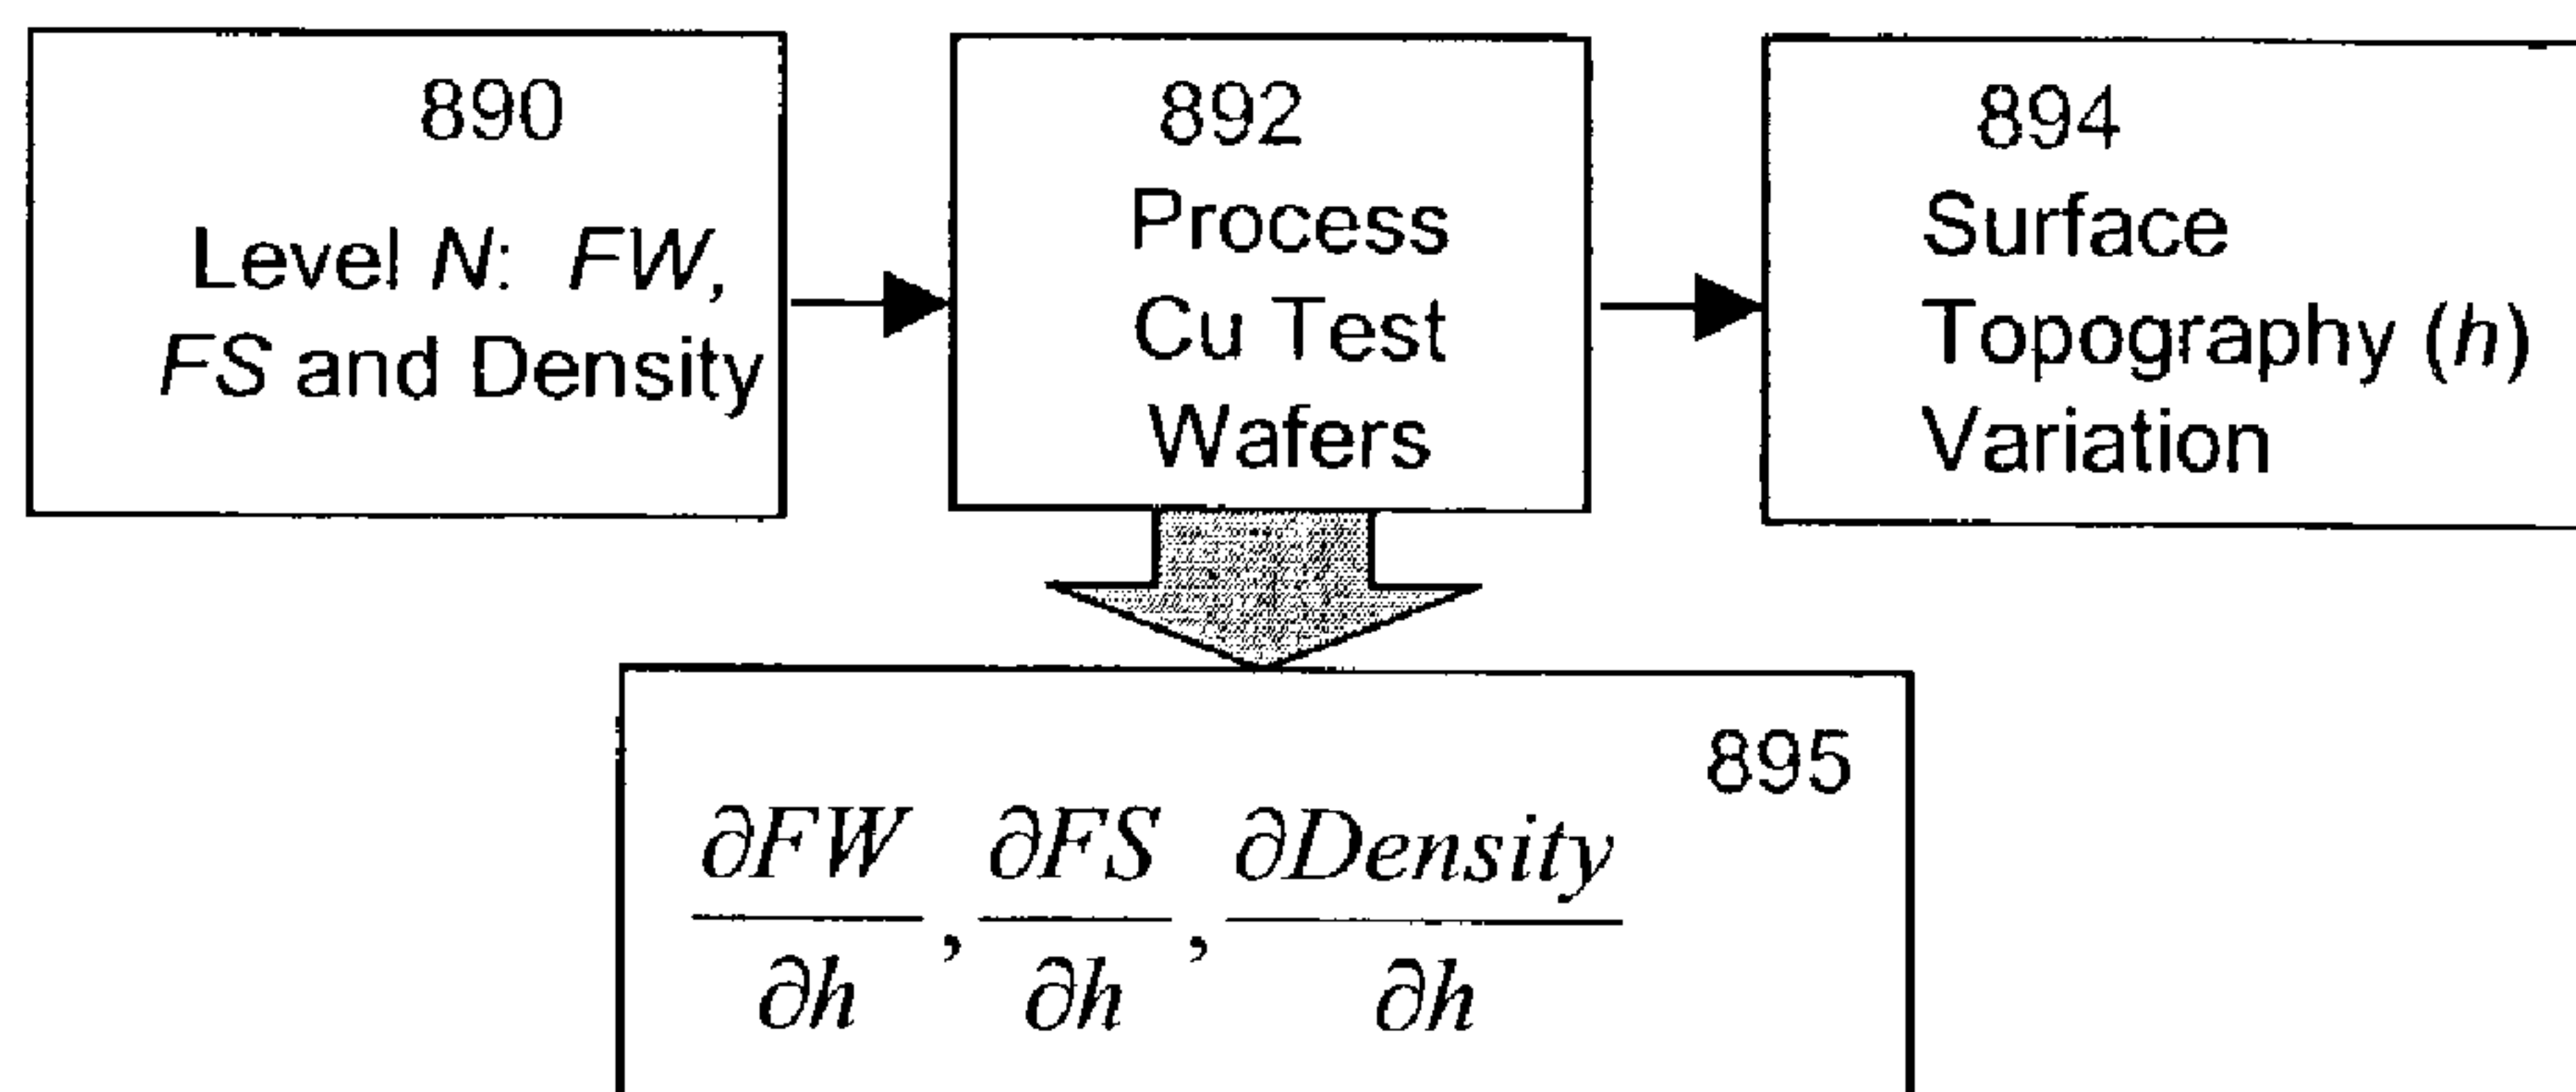 890
Level N: FW,
FS and Density
892
Process
Cu Test
Wafers
894
Surface
Topography (h)
Variation
895
∂FW/∂h, ∂FS/∂h, ∂Density/∂h